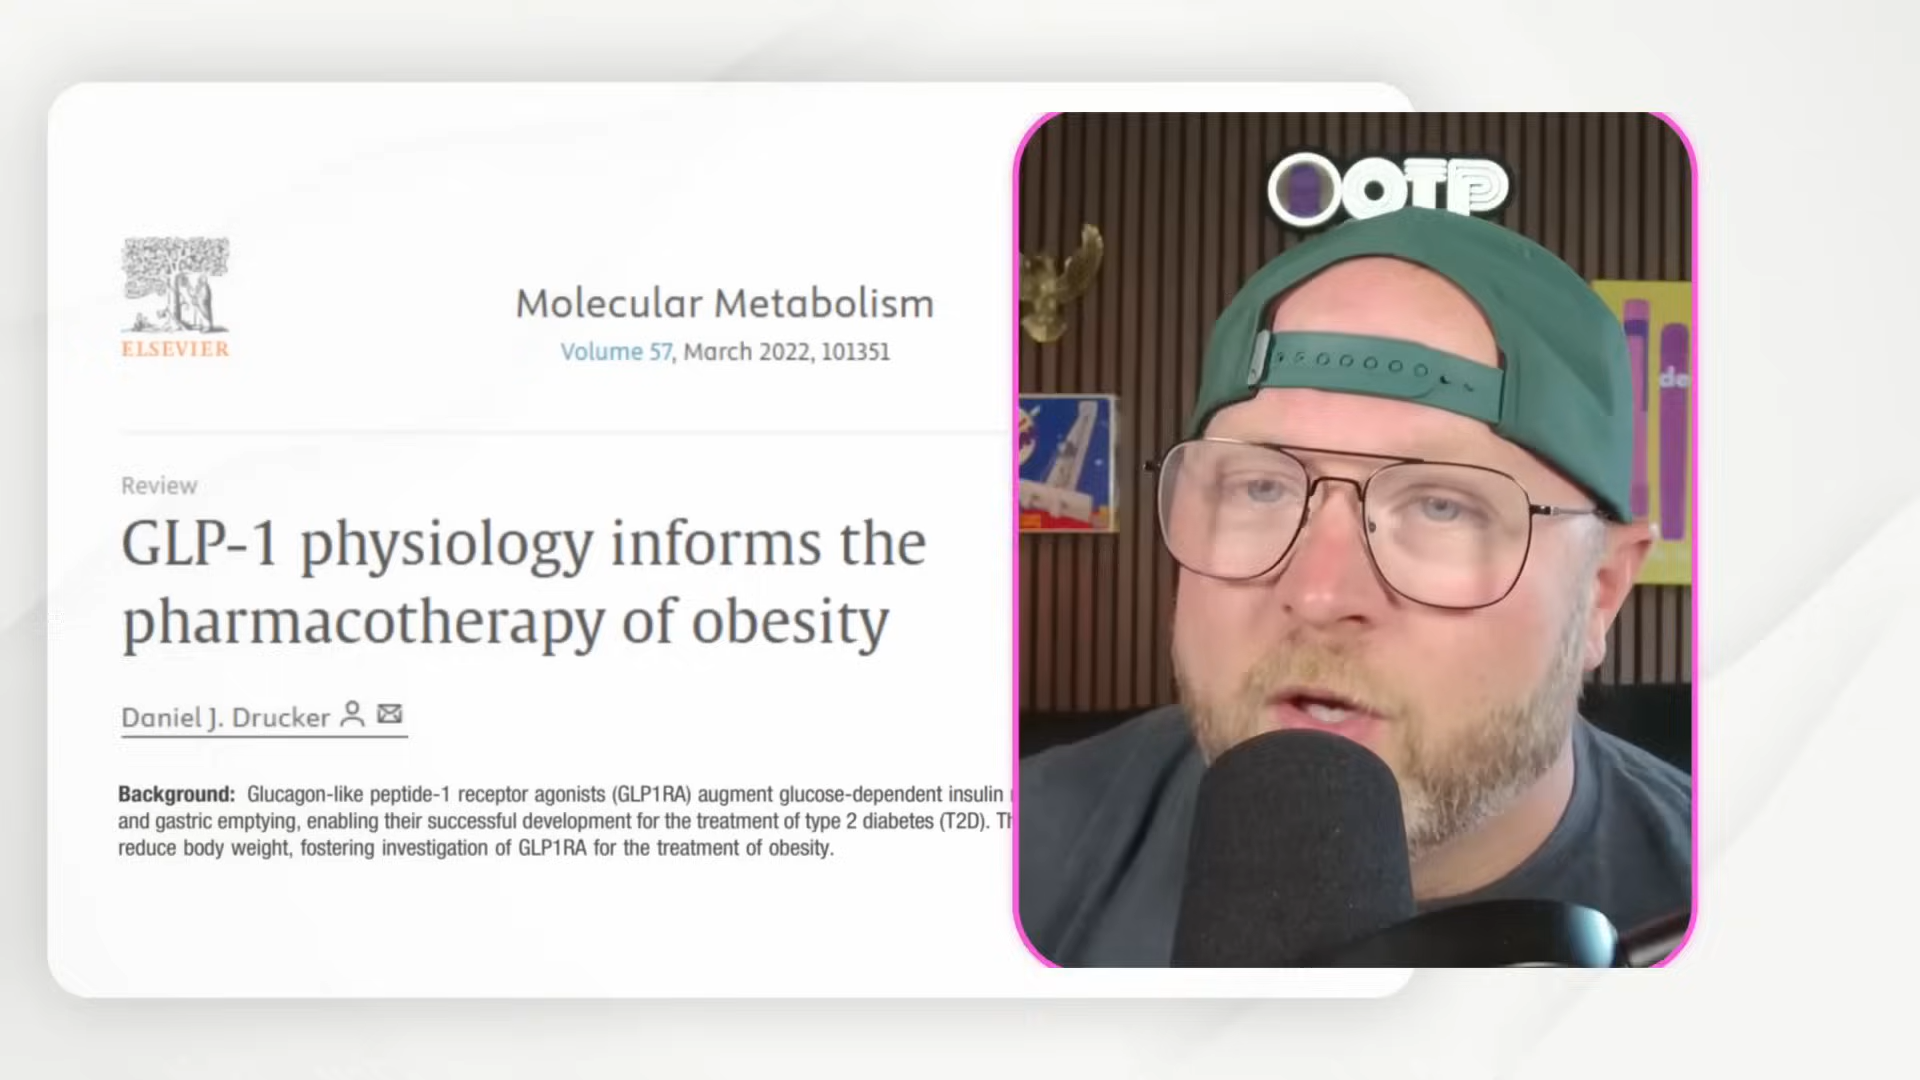 OOTP
ELSEVIER
Molecular Metabolism
Volume 57, March 2022, 101351
Review
GLP-1 physiology informs the
pharmacotherapy of obesity
Daniel J. Drucker
Background: Glucagon-like peptide-1 receptor agonists (GLP1RA) augment glucose-dependent insulin
and gastric emptying, enabling their successful development for the treatment of type 2 diabetes (T2D). Th
reduce body weight, fostering investigation of GLP1RA for the treatment of obesity.
de